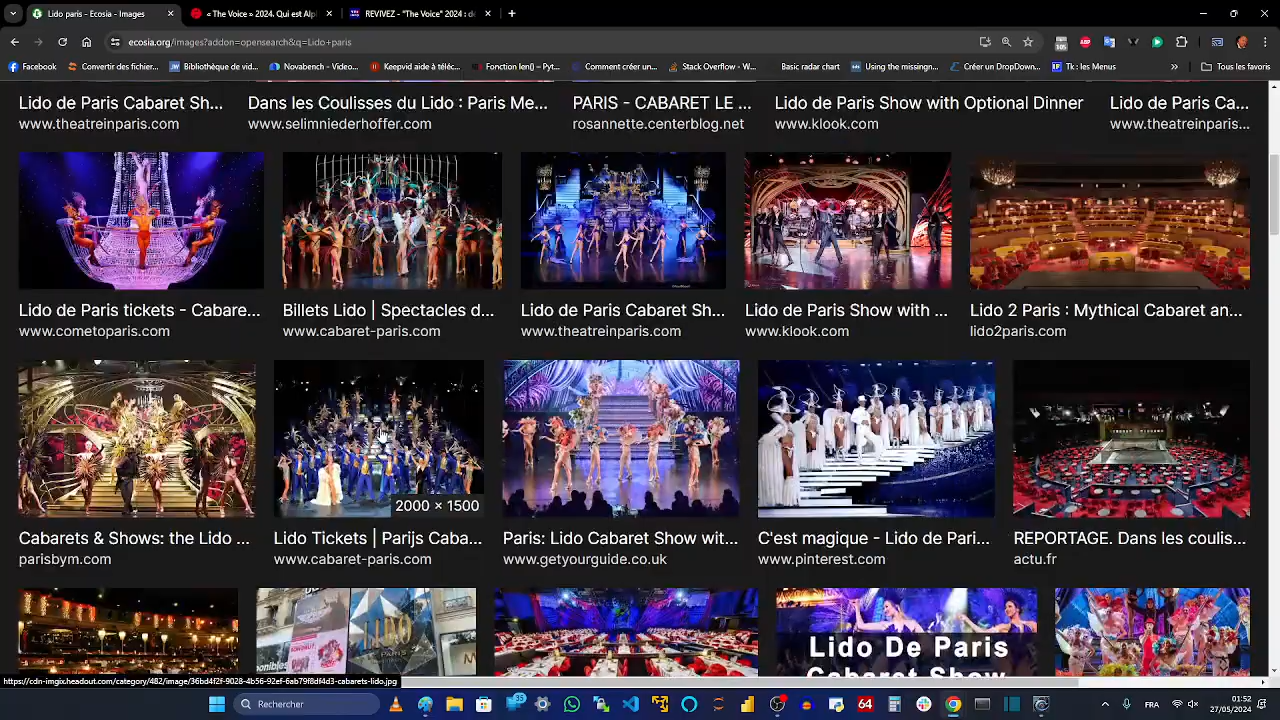 Lido paris - Ecosia - Images
« The Voice » 2024. Qui est Alpl
REVIVEZ - "The Voice" 2024 : de
ecosia.org/images?addon=opensearch&q=Lido+paris
305
ABP
Facebook
Convertir des fichier...
Bibliothèque de vid...
Novabench - Video...
Keepvid aide à téléc...
Fonction len() – Pyt...
Comment créer un...
Stack Overflow - W...
Basic radar chart
Using the missingn...
Créer un DropDown...
Tk : les Menus
»
Tous les favoris
Lido de Paris Cabaret Sh...
Dans les Coulisses du Lido : Paris Me...
PARIS - CABARET LE ...
Lido de Paris Show with Optional Dinner
Lido de Paris Ca...
www.theatreinparis.com
www.selimniederhoffer.com
rosannette.centerblog.net
www.klook.com
www.theatreinparis...
Lido de Paris tickets - Cabare...
Billets Lido | Spectacles d...
Lido de Paris Cabaret Sh...
Lido de Paris Show with ...
Lido 2 Paris : Mythical Cabaret an...
www.cometoparis.com
www.cabaret-paris.com
www.theatreinparis.com
www.klook.com
lido2paris.com
2000 × 1500
Cabarets & Shows: the Lido ...
Lido Tickets | Parijs Caba...
Paris: Lido Cabaret Show wit...
C'est magique - Lido de Pari...
REPORTAGE. Dans les coulis...
parisbym.com
www.cabaret-paris.com
www.getyourguide.co.uk
www.pinterest.com
actu.fr
LIDO
PARIS
Lido De Paris
Cabaret Show
https://cdn-imgix.headout.com/category/482/image/36bd4f2f-9028-4b56-92ef-6ab79f8df4d3-cabarets-lido.jpg
Rechercher
35
64
FRA
01:52
27/05/2024